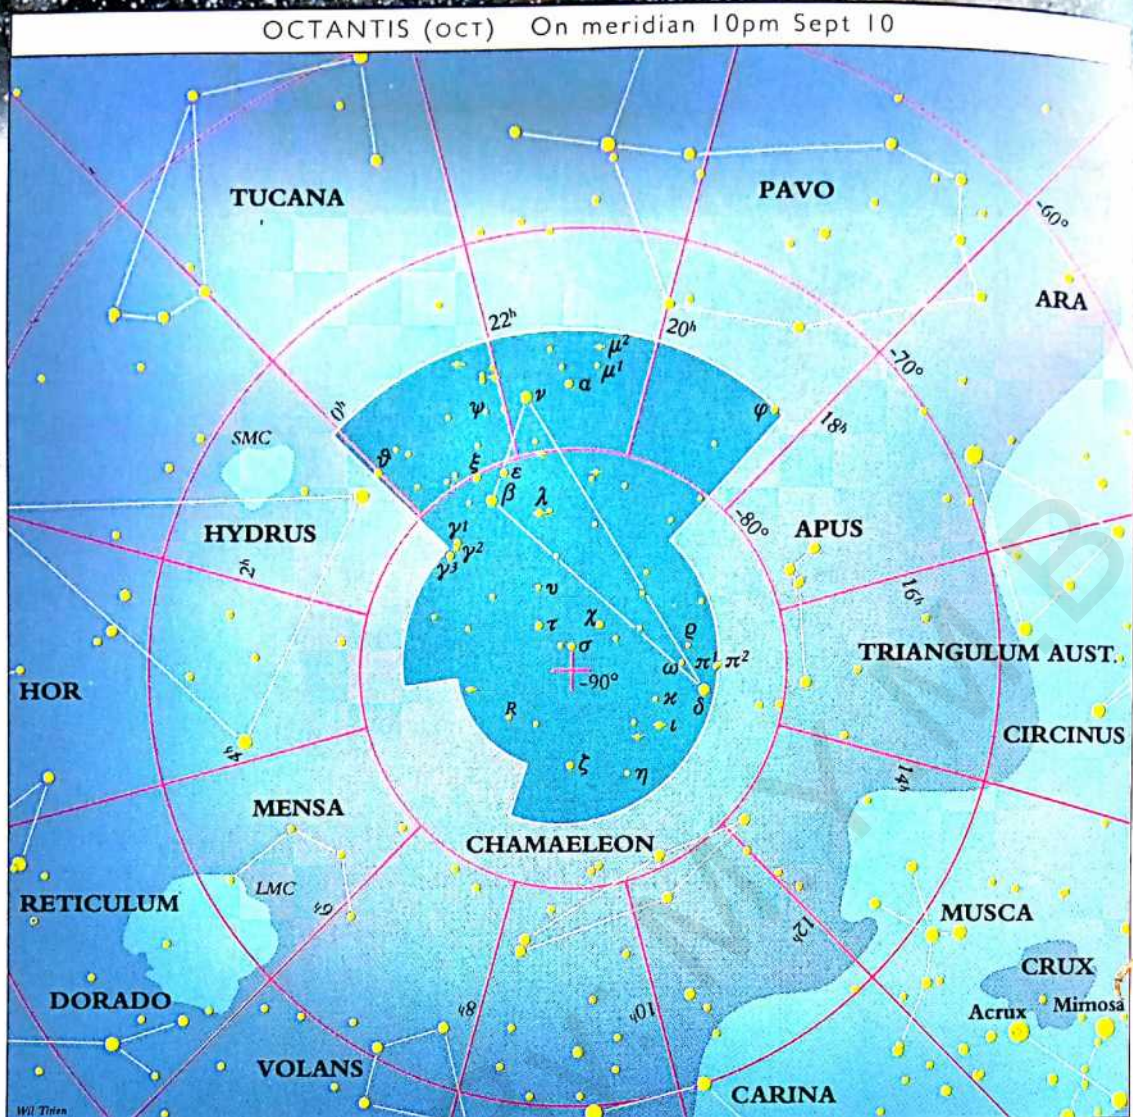 OCTANTIS (OCT) On meridian 10pm Sept 10
TUCANA
PAVO
-60°
ARA
22ʰ
20ʰ
μ²
μ¹
α
ν
ψ
φ
-70°
0ʰ
18ʰ
SMC
ϑ
ξ
ε
β
λ
-80°
HYDRUS
APUS
γ¹
γ²
γ³
2ʰ
16ʰ
υ
τ
χ
σ
ϱ
TRIANGULUM AUST.
ω
π¹
π²
-90°
HOR
R
ϰ
δ
ι
4ʰ
CIRCINUS
ζ
η
14ʰ
MENSA
CHAMAELEON
LMC
RETICULUM
6ʰ
12ʰ
MUSCA
CRUX
DORADO
8ʰ
10ʰ
Acrux
Mimosa
VOLANS
CARINA
Wil Tirion